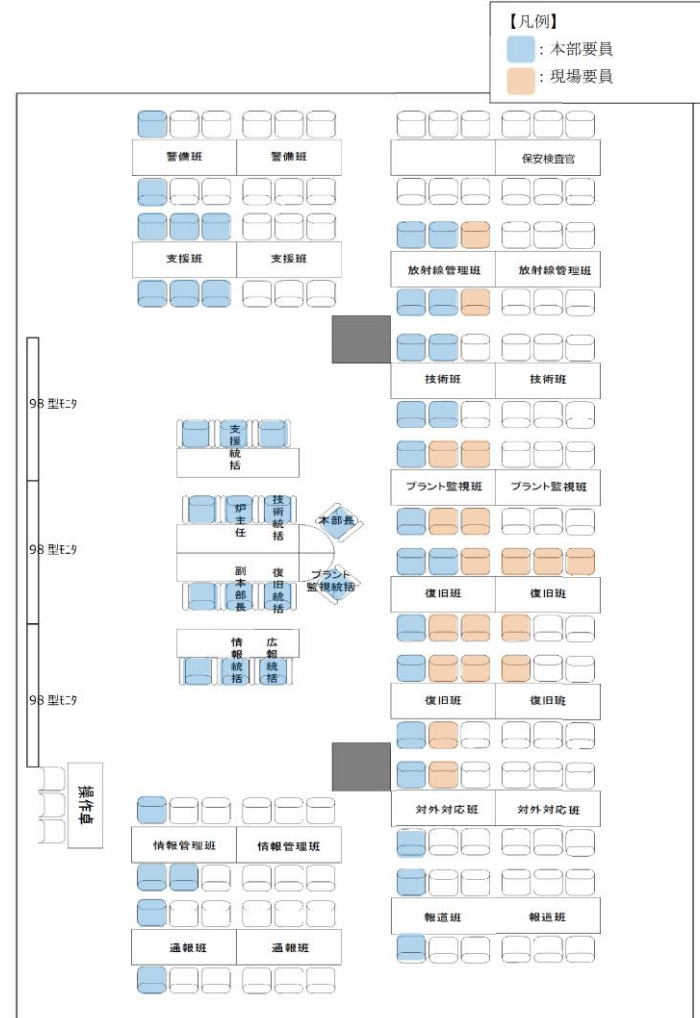 【凡例】
：本部要員
：現場要員
警備班 警備班
保安検査官
支援班 支援班
放射線管理班 放射線管理班
技術班 技術班
98 型モニタ
支援統括
プラント監視班 プラント監視班
炉主任
技術統括
本部長
98 型モニタ
副本部長
復旧統括
プラント
監視統括
復旧班 復旧班
情報統括
広報統括
98 型モニタ
復旧班 復旧班
操作卓
対外対応班 対外対応班
情報管理班 情報管理班
報道班 報道班
通報班 通報班